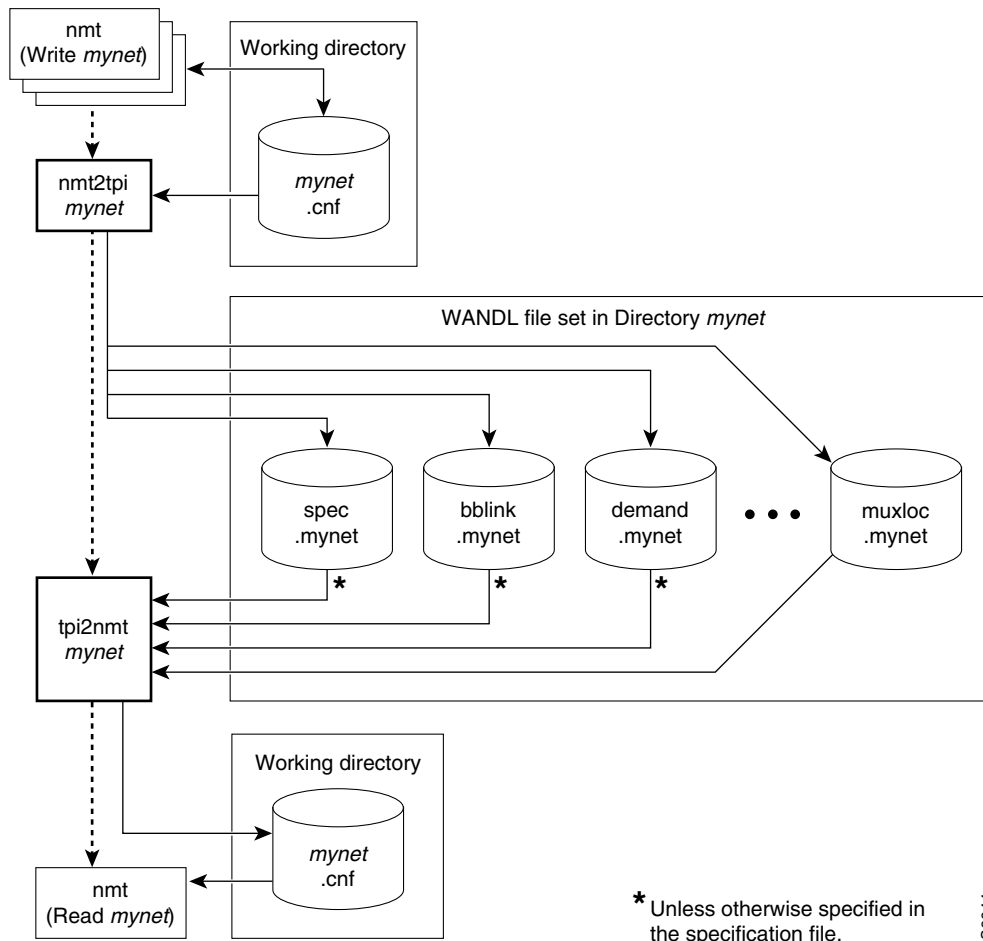 nmt
(Write mynet)
Working directory
mynet
.cnf
nmt2tpi
mynet
WANDL file set in Directory mynet
spec
.mynet
bblink
.mynet
demand
.mynet
muxloc
.mynet
*
*
*
tpi2nmt
mynet
Working directory
mynet
.cnf
nmt
(Read mynet)
* Unless otherwise specified in
the specification file.